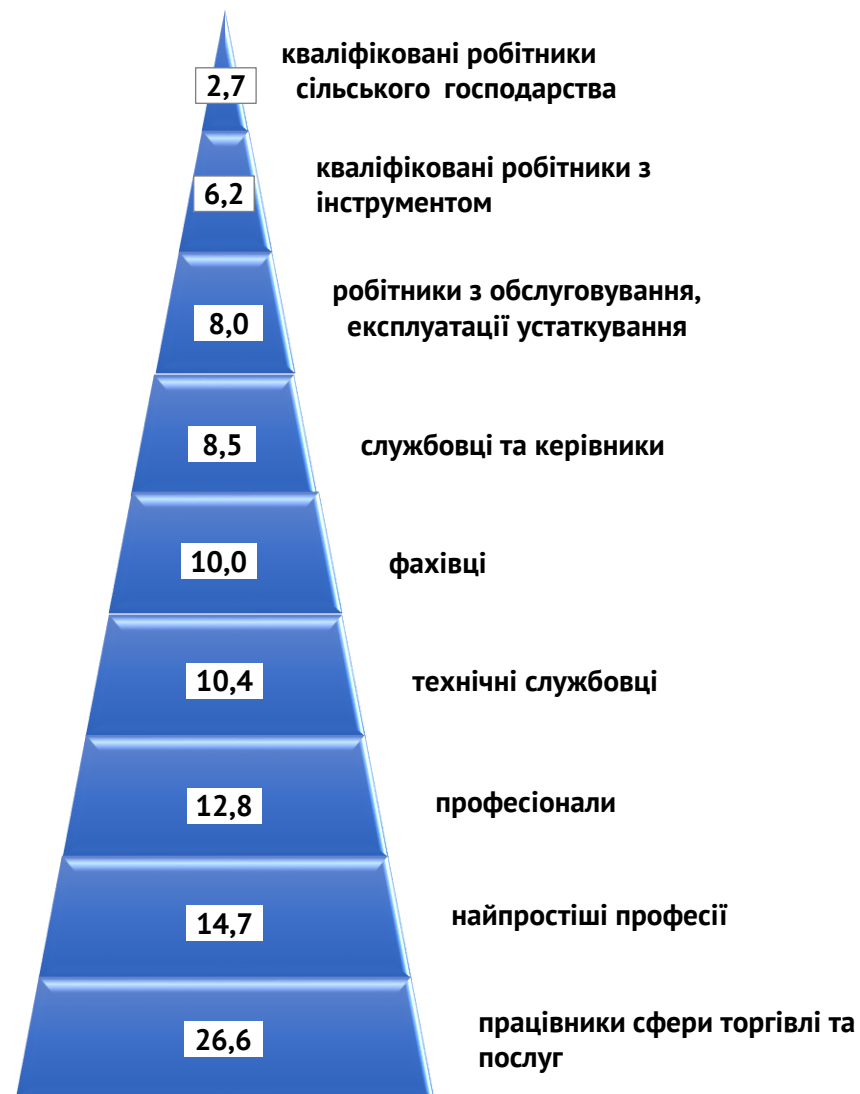 кваліфіковані робітники
2,7
сільського господарства
кваліфіковані робітники з
6,2
інструментом
робітники з обслуговування,
8,0
експлуатації устаткування
8,5
службовці та керівники
10,0
фахівці
10,4
технічні службовці
12,8
професіонали
14,7
найпростіші професії
працівники сфери торгівлі та
26,6
послуг